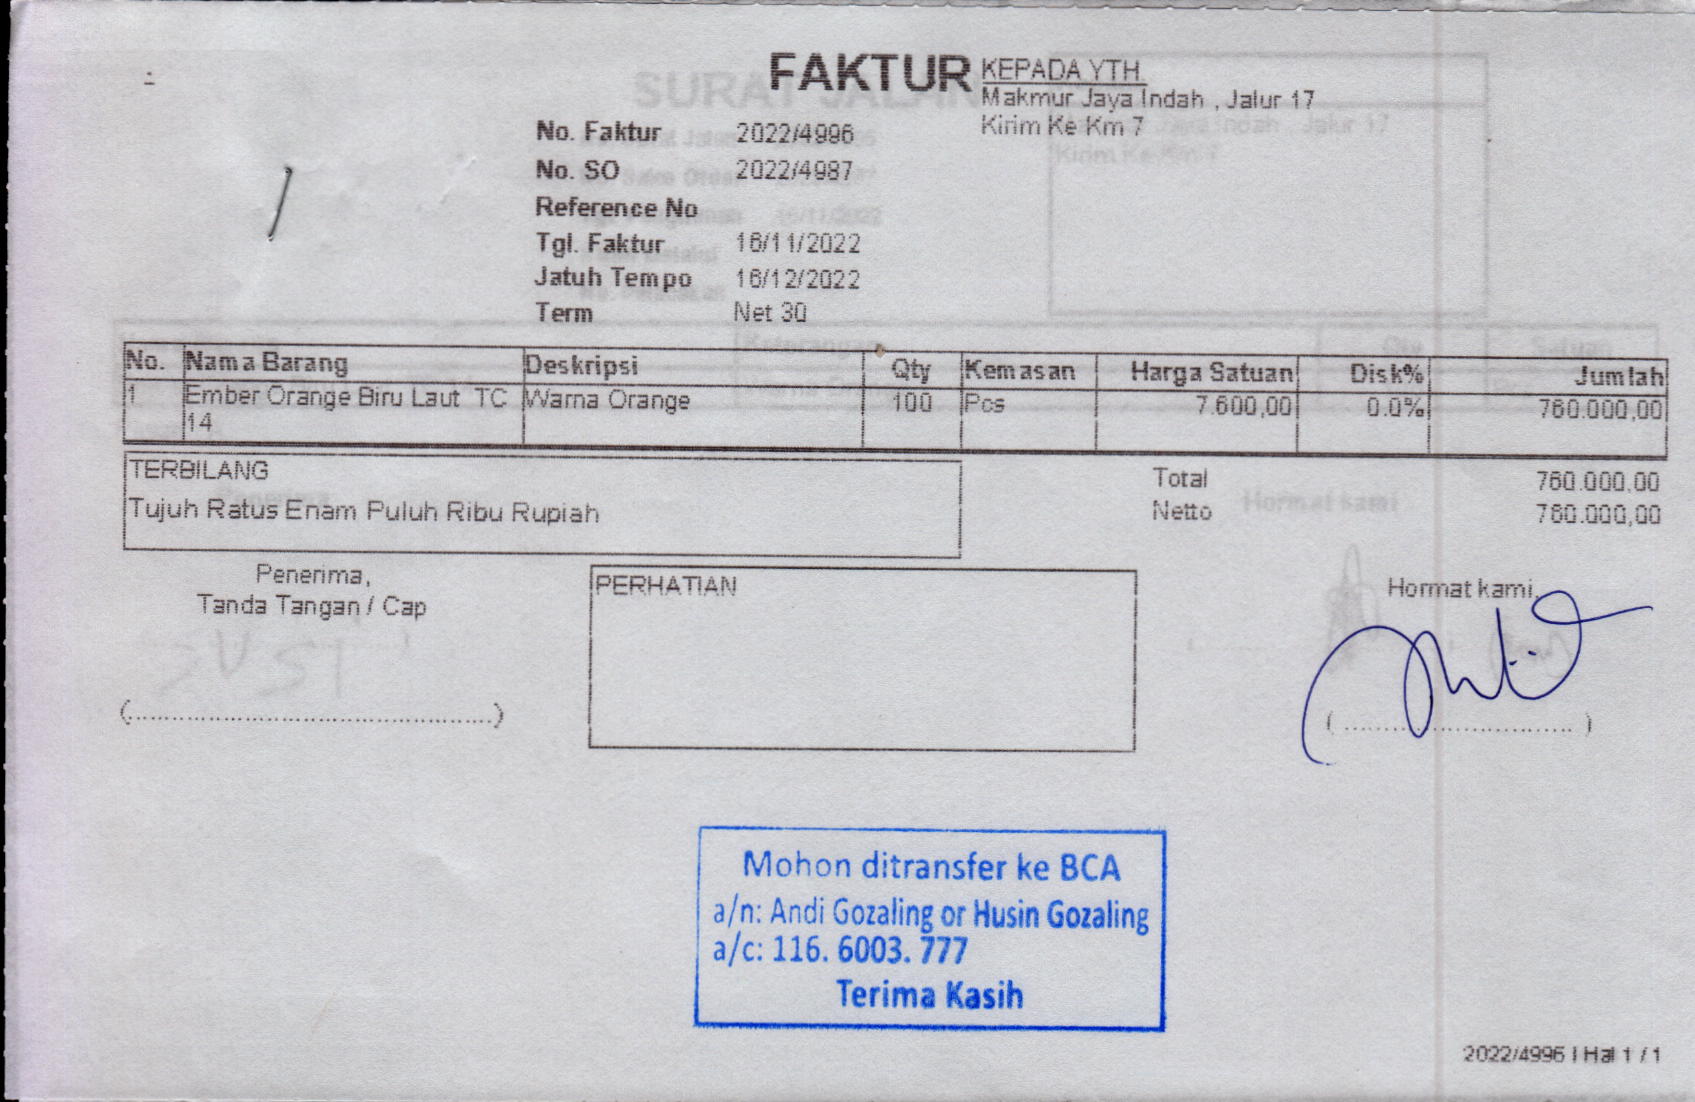 FAKTUR
KEPADA YTH.
Makmur Jaya Indah , Jalur 17
Kirim Ke Km 7
No. Faktur 2022/4996
No. SO 2022/4987
Reference No
Tgl. Faktur 16/11/2022
Jatuh Tempo 16/12/2022
Term Net 30
No. Nama Barang Deskripsi Qty Kemasan Harga Satuan Disk% Jumlah
1 Ember Orange Biru Laut TC Warna Orange 100 Pcs 7.600,00 0.0% 760.000,00
14
TERBILANG
Tujuh Ratus Enam Puluh Ribu Rupiah
Total 760.000,00
Netto 760.000,00
Penerima,
Tanda Tangan / Cap
(.................................................)
PERHATIAN
Hormat kami,
( ............................... )
Mohon ditransfer ke BCA
a/n: Andi Gozaling or Husin Gozaling
a/c: 116. 6003. 777
Terima Kasih
2022/4996 | Hal 1 / 1